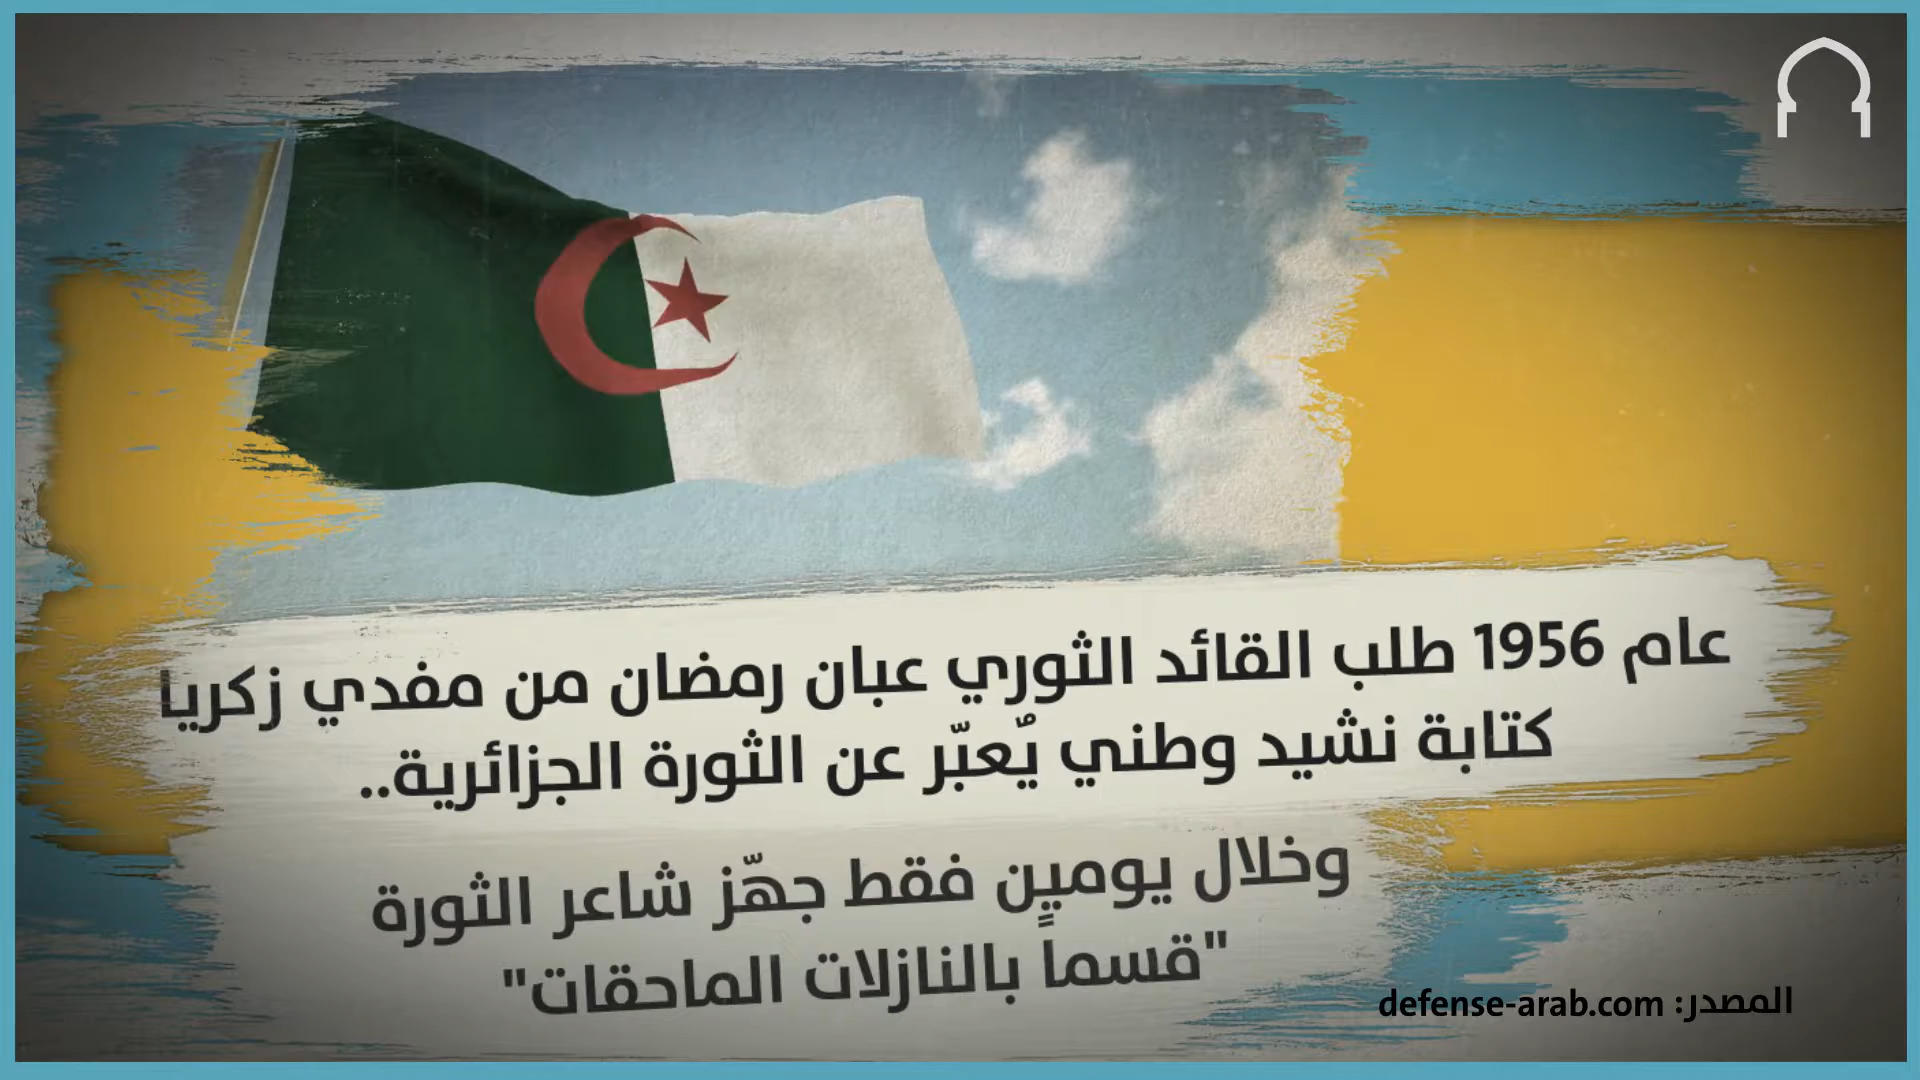 عام 1956 طلب القائد الثوري عبان رمضان من مفدي زكريا
كتابة نشيد وطني يُعبّر عن الثورة الجزائرية..
وخلال يومينٍ فقط جهّز شاعر الثورة
"قسماً بالنازلات الماحقات"
المصدر: defense-arab.com